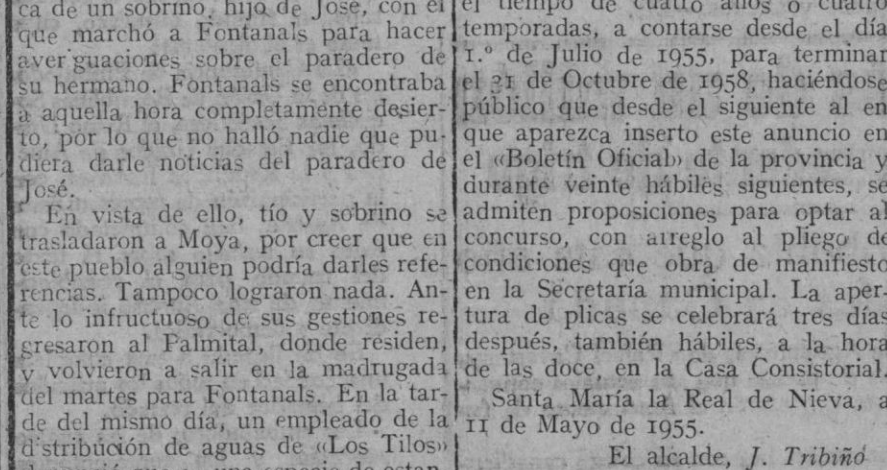 ca de un sobrino, hijo de José, con el
que marchó a Fontanals para hacer
aver guaciones sobre el paradero de
su hermano. Fontanals se encontraba
a aquella hora completamente desier-
to, por lo que no halló nadie que pu-
diera darle noticias del paradero de
José.
En vista de ello, tío y sobrino se
trasladaron a Moya, por creer que en
este pueblo alguien podría darles refe-
rencias. Tampoco lograron nada. An-
te lo infructuoso de sus gestiones re-
gresaron al Palmital, donde residen,
y volvieron a salir en la madrugada
del martes para Fontanals. En la tar-
de del mismo día, un empleado de la
d stribución de aguas de «Los Tilos»
el tiempo de cuatro años o cuatro
temporadas, a contarse desde el día
1.º de Julio de 1955, para terminar
el 31 de Octubre de 1958, haciéndose
público que desde el siguiente al en
que aparezca inserto este anuncio en
el «Boletín Oficial» de la provincia y
durante veinte hábiles siguientes, se
admiten proposiciones para optar al
concurso, con arreglo al pliego de
condiciones que obra de manifiesto
en la Secretaría municipal. La aper-
tura de plicas se celebrará tres días
después, también hábiles, a la hora
de las doce, en la Casa Consistorial.
Santa María la Real de Nieva, a
11 de Mayo de 1955.
El alcalde, J. Tribiño